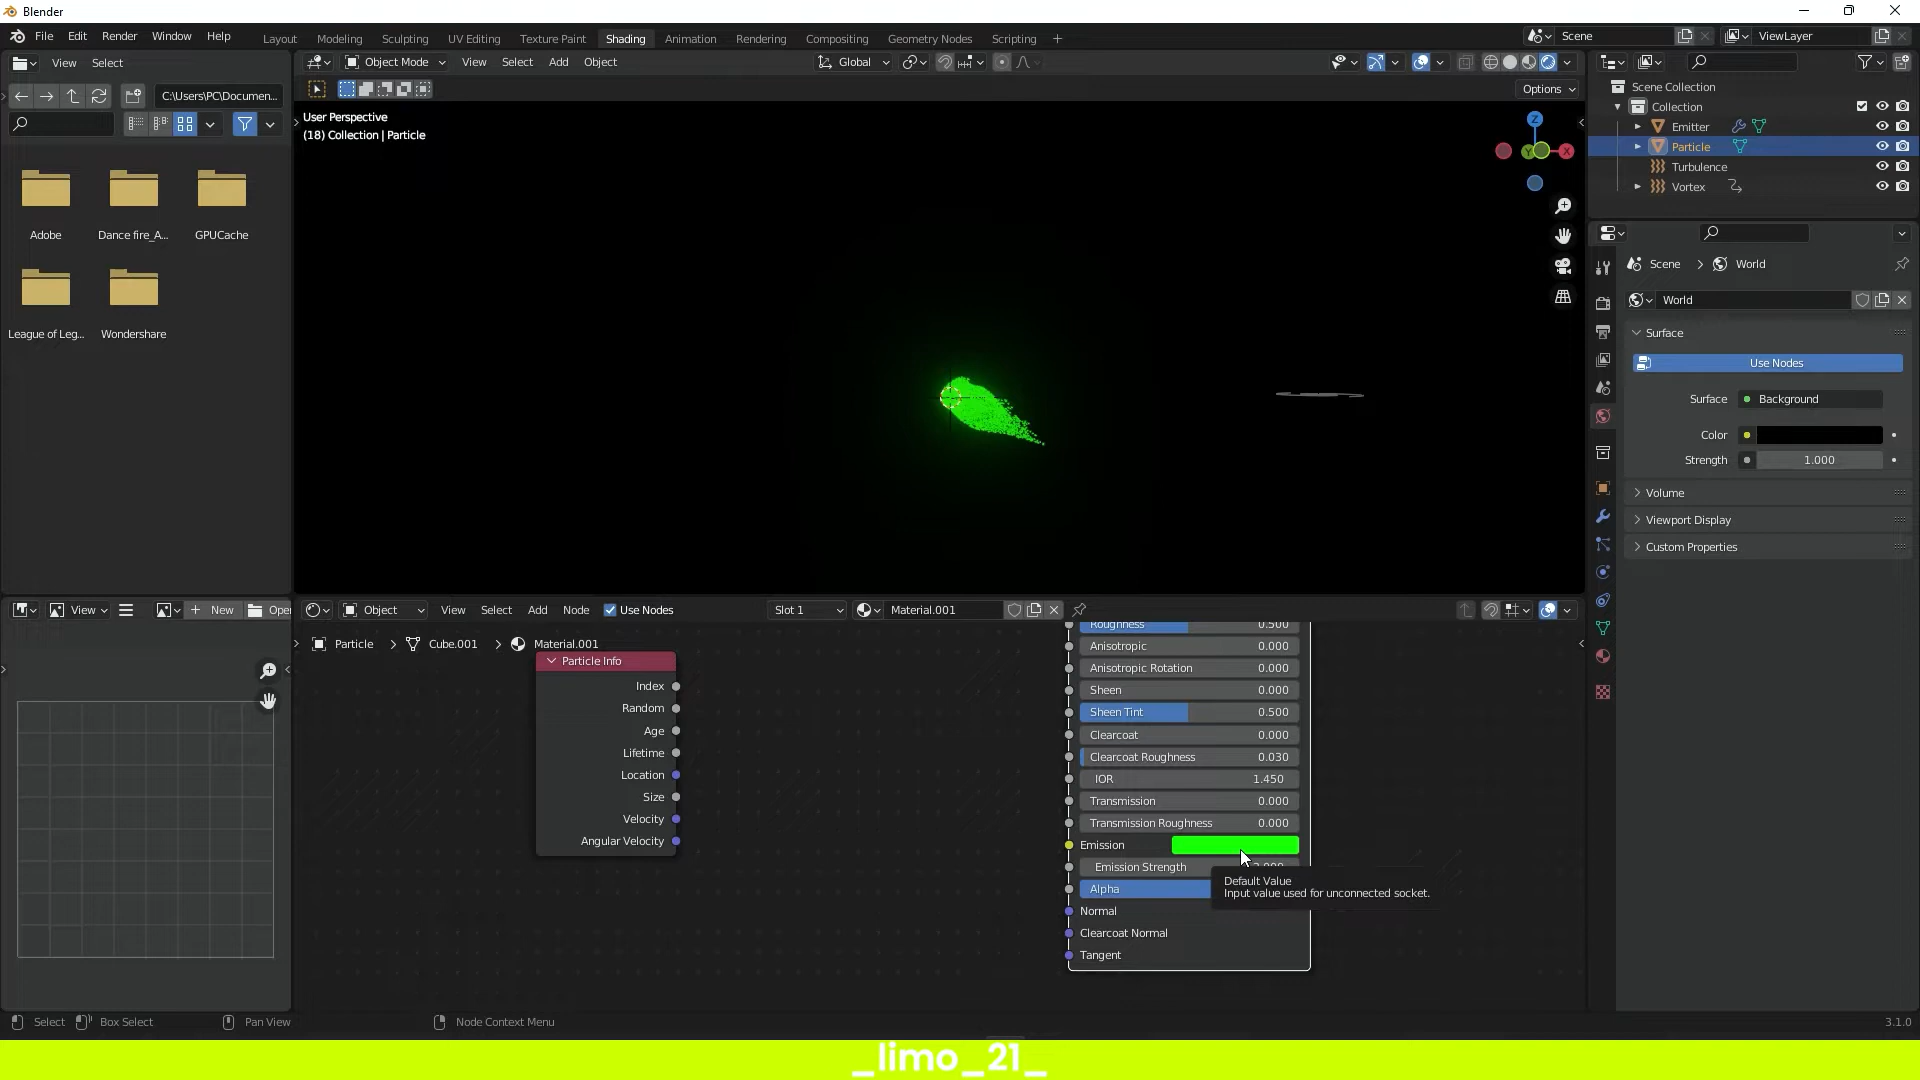 Blender
File Edit Render Window Help
Layout Modeling Sculpting UV Editing Texture Paint Shading Animation Rendering Compositing Geometry Nodes Scripting
Scene
ViewLayer
View Select
Object Mode View Select Add Object
Global
C:\Users\PC\Documen...
Options
User Perspective
(18) Collection | Particle
Z
Y
X
Adobe
Dance fire_A...
GPUCache
League of Leg...
Wondershare
Scene Collection
Collection
Emitter
Particle
Turbulence
Vortex
Scene > World
World
Surface
Use Nodes
Surface Background
Color
Strength 1.000
Volume
Viewport Display
Custom Properties
View
New
Open
Object View Select Add Node Use Nodes
Slot 1
Material.001
Particle > Cube.001 > Material.001
Particle Info
Index
Random
Age
Lifetime
Location
Size
Velocity
Angular Velocity
Roughness 0.500
Anisotropic 0.000
Anisotropic Rotation 0.000
Sheen 0.000
Sheen Tint 0.500
Clearcoat 0.000
Clearcoat Roughness 0.030
IOR 1.450
Transmission 0.000
Transmission Roughness 0.000
Emission
Emission Strength
Alpha
Normal
Clearcoat Normal
Tangent
Default Value
Input value used for unconnected socket.
Select Box Select Pan View Node Context Menu
3.1.0
_limo_21_